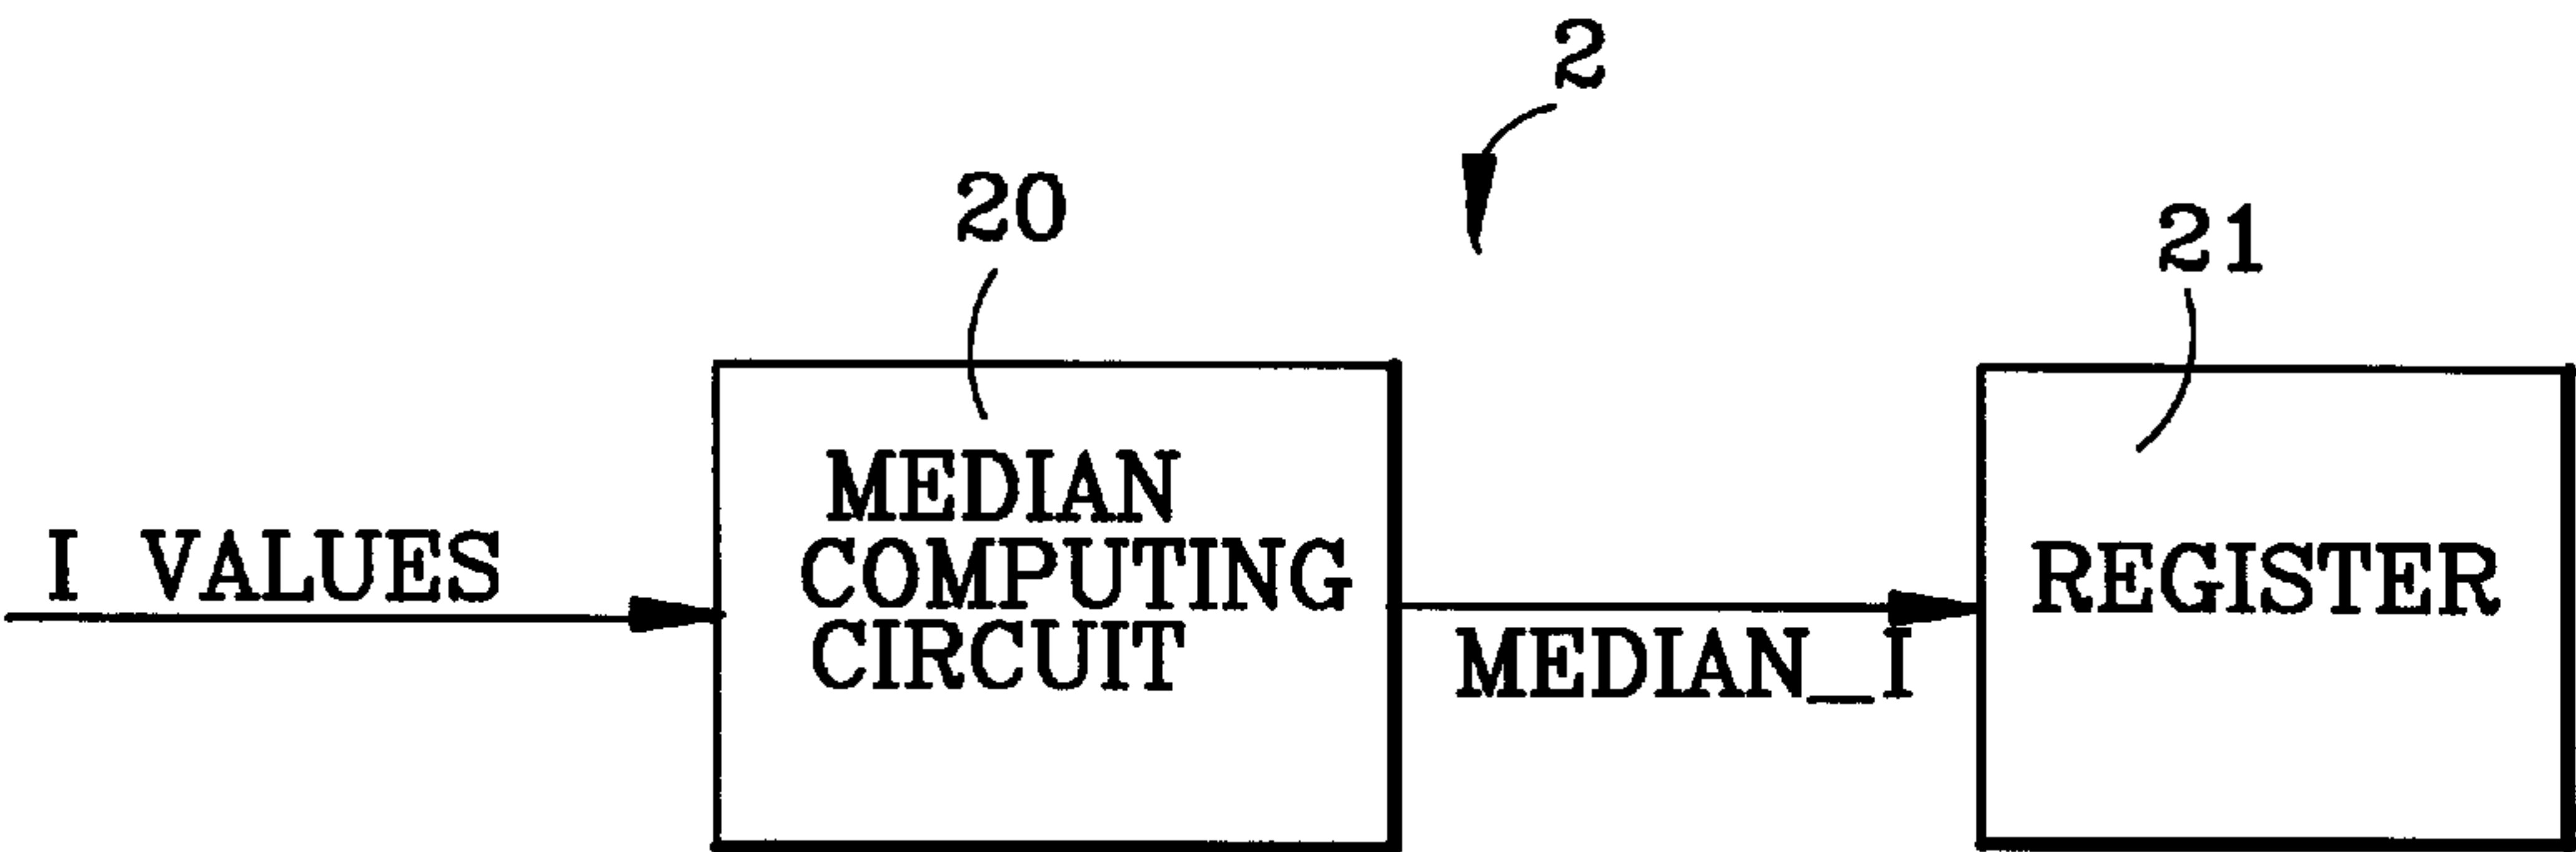 2
20
21
I VALUES
MEDIAN
COMPUTING
CIRCUIT
MEDIAN_I
REGISTER